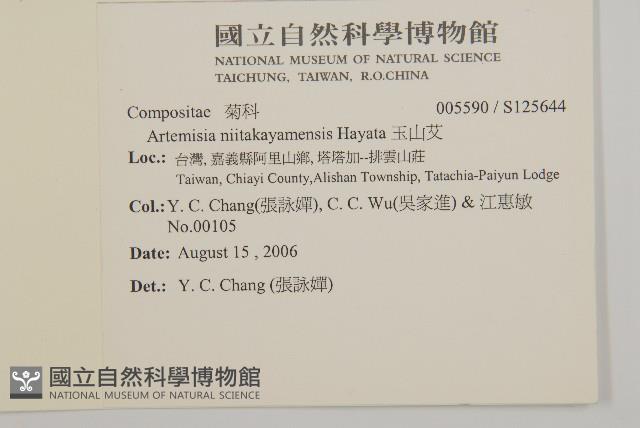 國立自然科學博物館
NATIONAL MUSEUM OF NATURAL SCIENCE
TAICHUNG, TAIWAN, R.O.CHINA
Compositae 菊科 005590 / S125644
Artemisia niitakayamensis Hayata 玉山艾
Loc.: 台灣, 嘉義縣阿里山鄉, 塔塔加--排雲山莊
Taiwan, Chiayi County,Alishan Township, Tatachia-Paiyun Lodge
Col.: Y. C. Chang(張詠嬋), C. C. Wu(吳家進) & 江惠敏
No.00105
Date: August 15 , 2006
Det.: Y. C. Chang (張詠嬋)
國立自然科學博物館
NATIONAL MUSEUM OF NATURAL SCIENCE